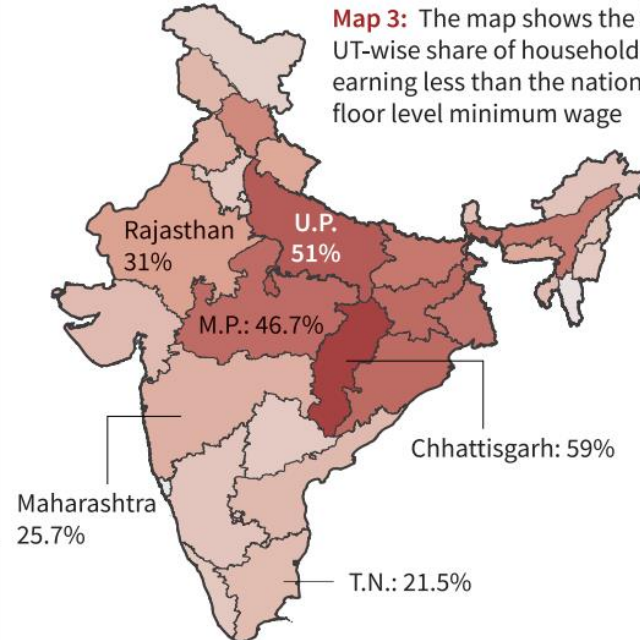 Map 3: The map shows the
UT-wise share of household
earning less than the nation
floor level minimum wage
Rajasthan
31%
U.P.
51%
M.P.: 46.7%
Chhattisgarh: 59%
Maharashtra
25.7%
T.N.: 21.5%